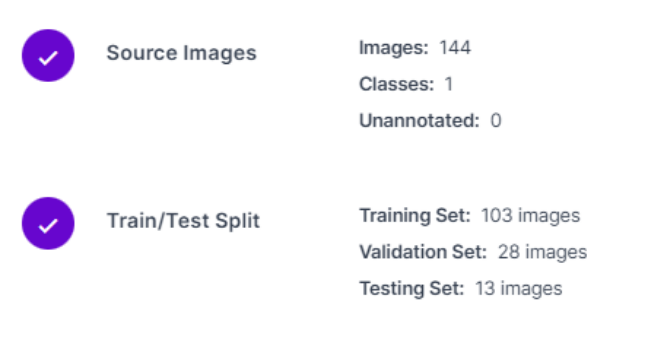 Source Images
Images: 144
Classes: 1
Unannotated: 0
Train/Test Split
Training Set: 103 images
Validation Set: 28 images
Testing Set: 13 images